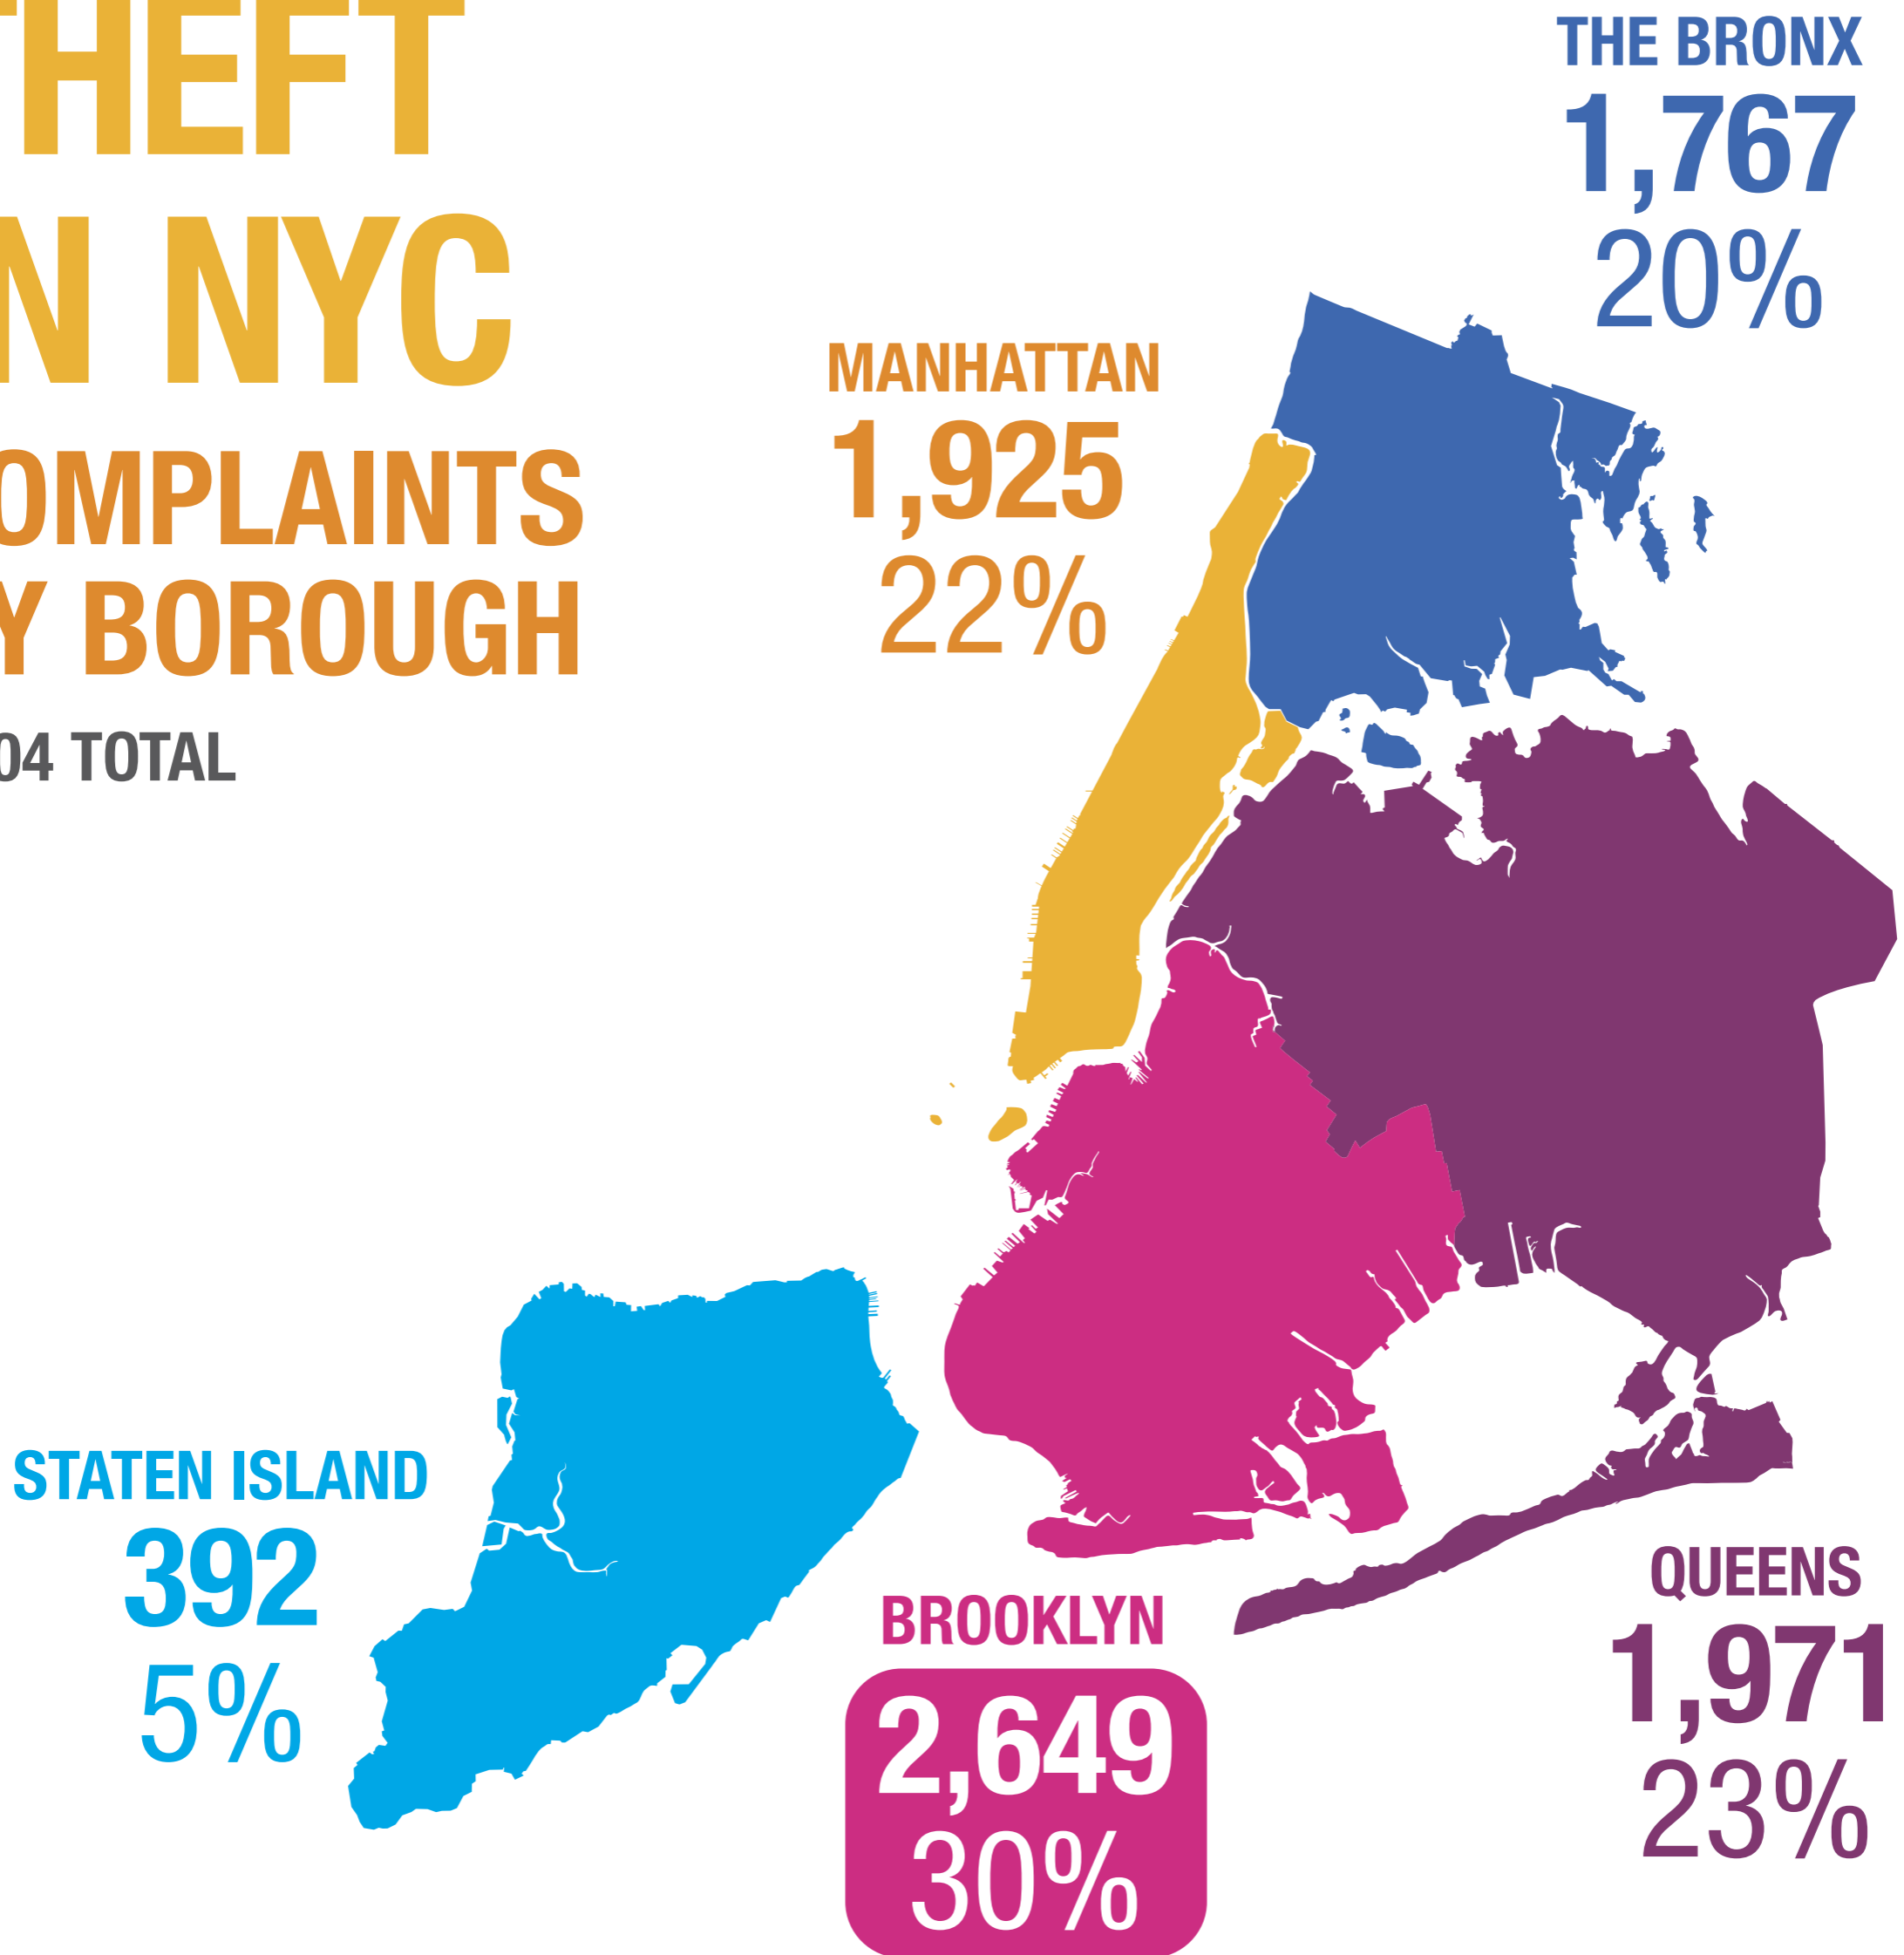 HEFT
N NYC
OMPLAINTS
Y BOROUGH
04 TOTAL
THE BRONX
1,767
20%
MANHATTAN
1,925
22%
STATEN ISLAND
392
5%
BROOKLYN
2,649
30%
QUEENS
1,971
23%